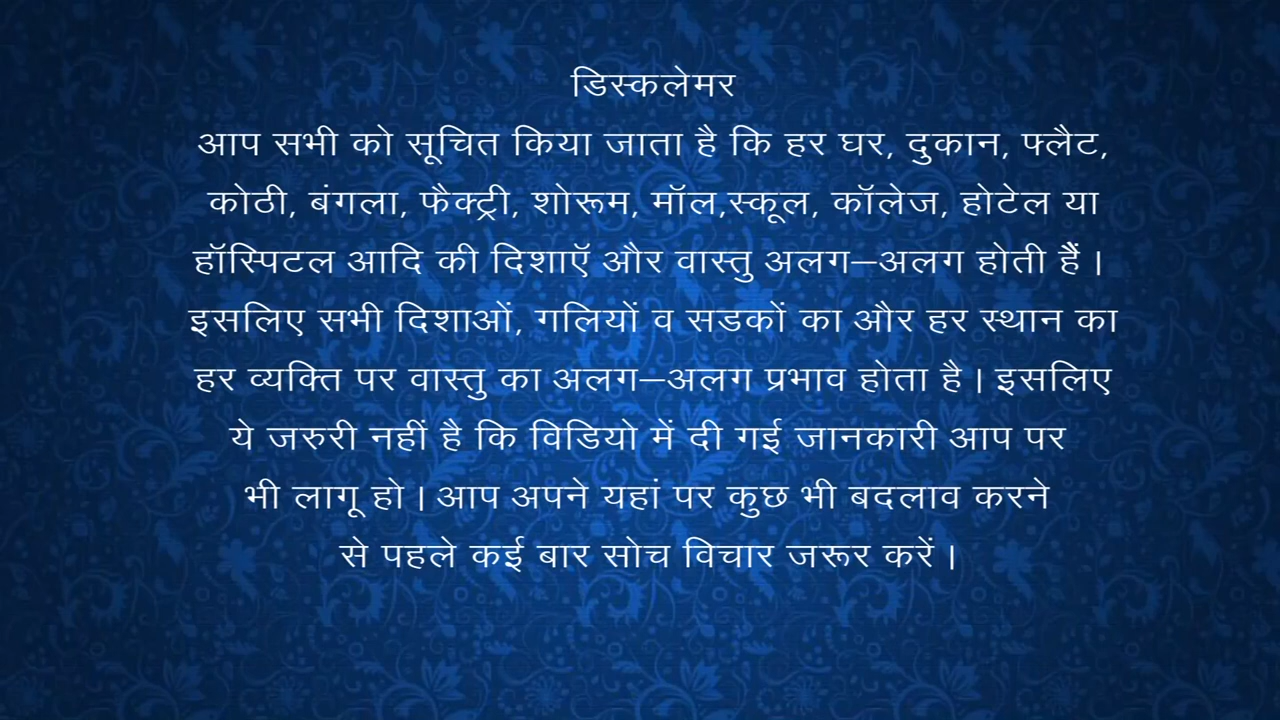 डिस्कलेमर
आप सभी को सूचित किया जाता है कि हर घर, दुकान, फ्लैट,
कोठी, बंगला, फैक्ट्री, शोरूम, मॉल,स्कूल, कॉलेज, होटेल या
हॉस्पिटल आदि की दिशाऍ और वास्तु अलग–अलग होती हैं ।
इसलिए सभी दिशाओं, गलियों व सडकों का और हर स्थान का
हर व्यक्ति पर वास्तु का अलग–अलग प्रभाव होता है । इसलिए
ये जरुरी नहीं है कि विडियो में दी गई जानकारी आप पर
भी लागू हो । आप अपने यहां पर कुछ भी बदलाव करने
से पहले कई बार सोच विचार जरूर करें ।